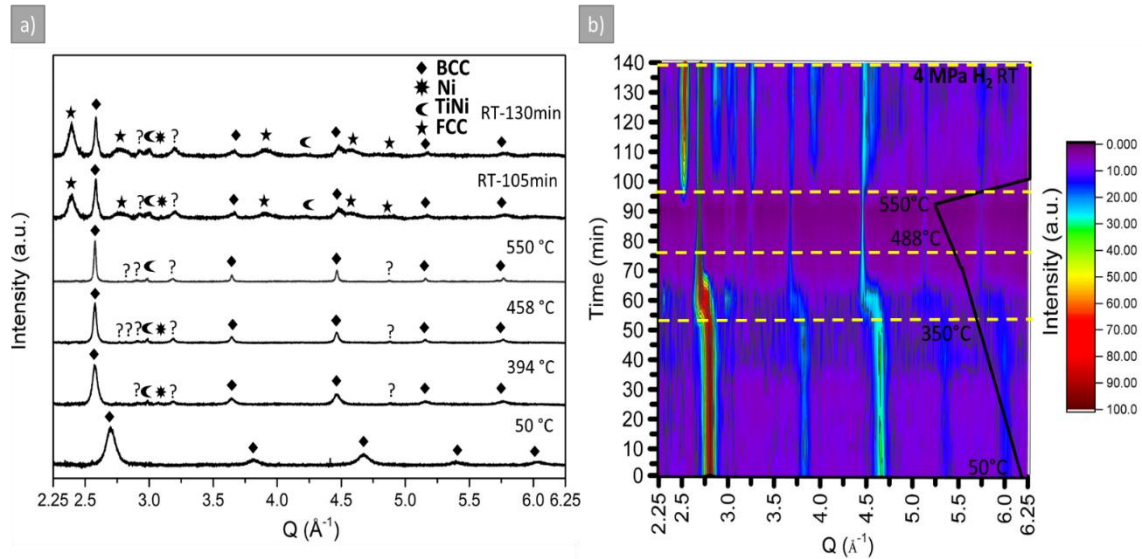 a)
◆ BCC
✷ Ni
☾ TiNi
★ FCC
RT-130min
? ?
RT-105min
? ?
550 °C
?? ? ?
458 °C
??? ? ?
394 °C
? ? ?
50 °C
Intensity (a.u.)
2.25 2.5 3.0 3.5 4.0 4.5 5.0 5.5 6.0 6.25
Q (Å⁻¹)
b)
140
130
120
110
100
90
80
70
60
50
40
30
20
10
0
Time (min)
4 MPa H₂ RT
550°C
488°C
350°C
50°C
2.25 2.5 3.0 3.5 4.0 4.5 5.0 5.5 6.0 6.25
Q (Å⁻¹)
Intensity (a.u.)
0.000
10.00
20.00
30.00
40.00
50.00
60.00
70.00
80.00
90.00
100.0